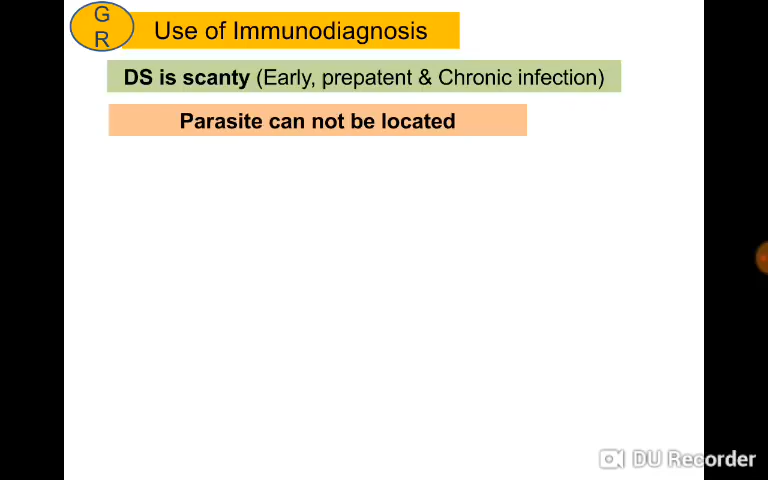 G
R
Use of Immunodiagnosis
DS is scanty (Early, prepatent & Chronic infection)
Parasite can not be located
DU Recorder